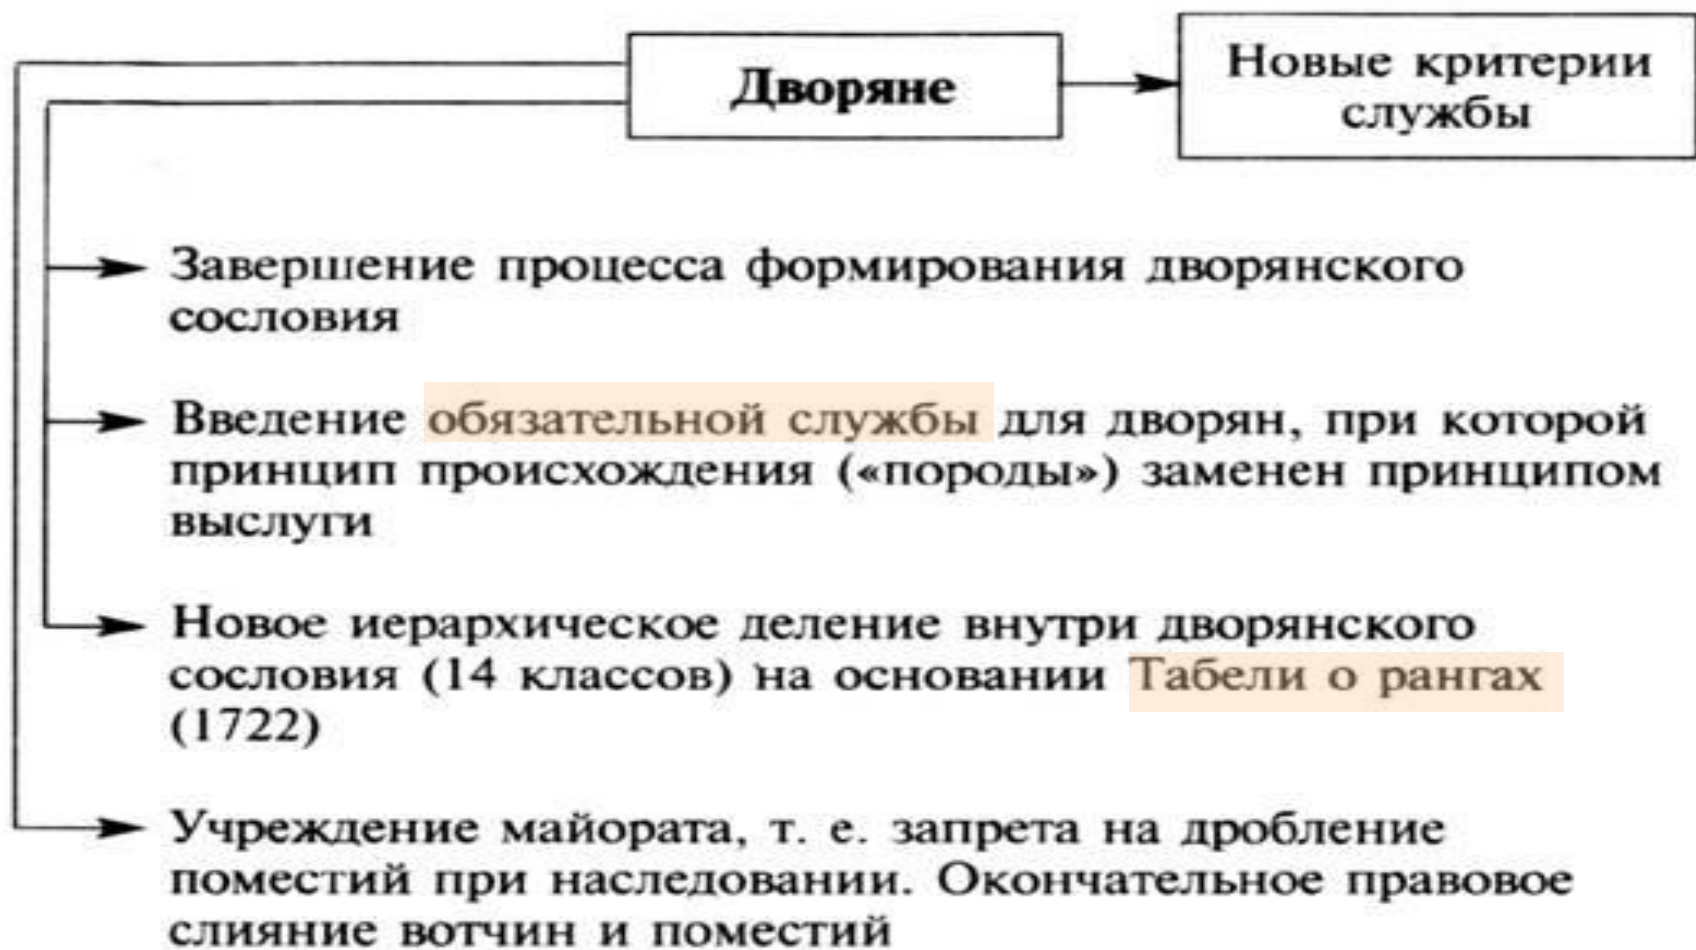 Дворяне
Новые критерии
службы
Завершение процесса формирования дворянского
сословия
Введение обязательной службы для дворян, при которой
принцип происхождения («породы») заменен принципом
выслуги
Новое иерархическое деление внутри дворянского
сословия (14 классов) на основании Табели о рангах
(1722)
Учреждение майората, т. е. запрета на дробление
поместий при наследовании. Окончательное правовое
слияние вотчин и поместий